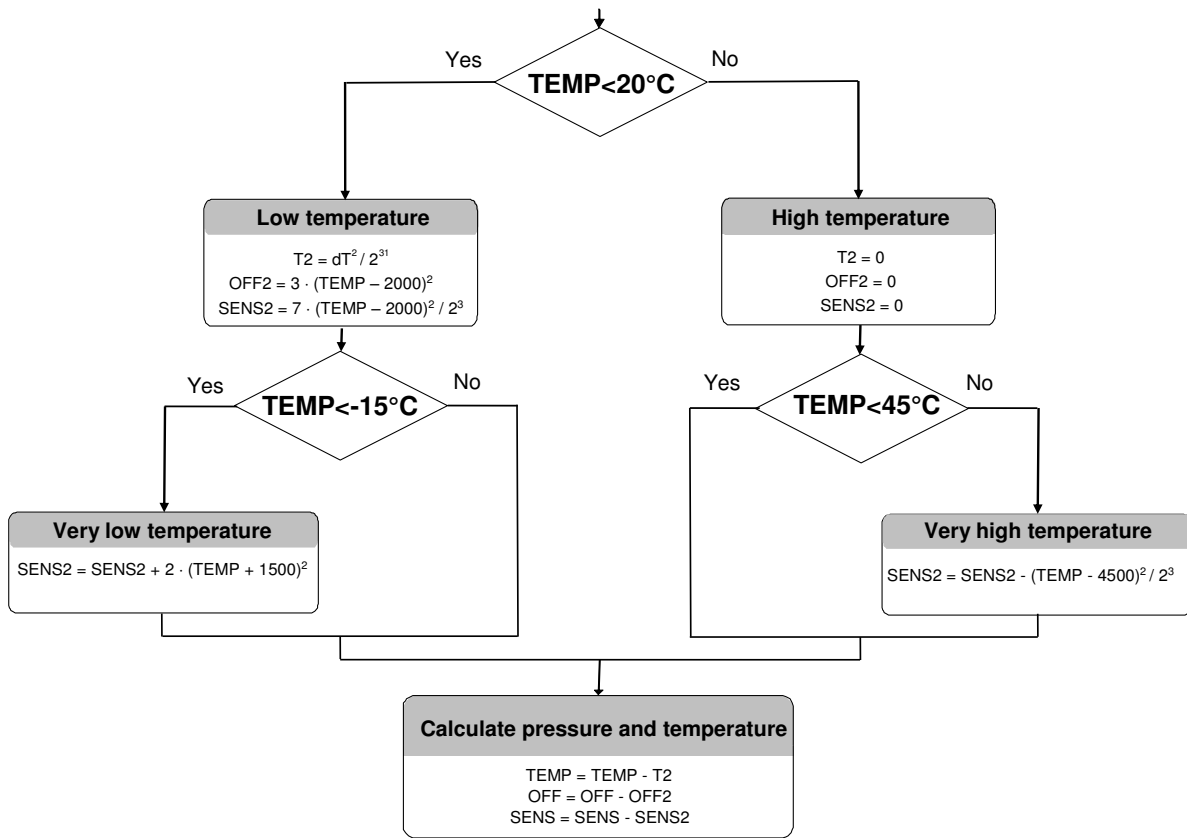 TEMP<20°C
Yes
No
Low temperature
T2 = dT² / 2³¹
OFF2 = 3 · (TEMP – 2000)²
SENS2 = 7 · (TEMP – 2000)² / 2³
High temperature
T2 = 0
OFF2 = 0
SENS2 = 0
TEMP<-15°C
Yes
No
TEMP<45°C
Yes
No
Very low temperature
SENS2 = SENS2 + 2 · (TEMP + 1500)²
Very high temperature
SENS2 = SENS2 - (TEMP - 4500)² / 2³
Calculate pressure and temperature
TEMP = TEMP - T2
OFF = OFF - OFF2
SENS = SENS - SENS2